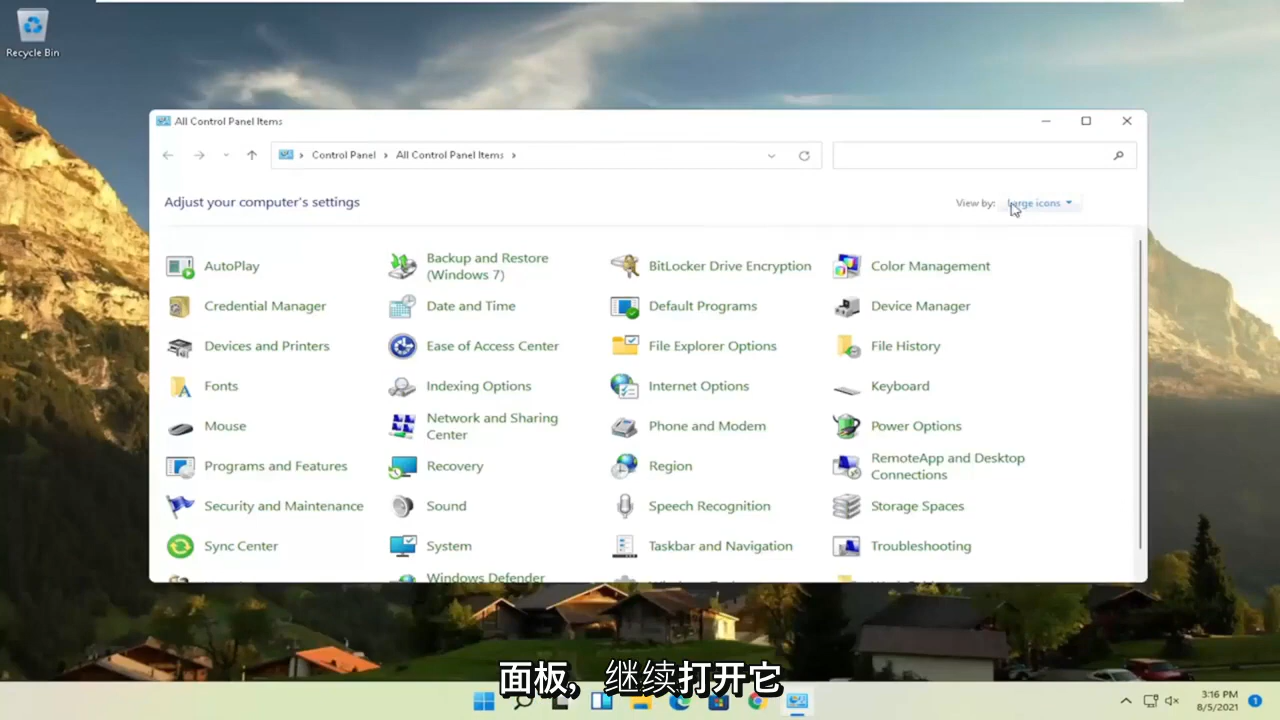 Recycle Bin
All Control Panel Items
Control Panel
All Control Panel Items
Adjust your computer's settings
View by:
Large icons
AutoPlay
Backup and Restore
(Windows 7)
BitLocker Drive Encryption
Color Management
Credential Manager
Date and Time
Default Programs
Device Manager
Devices and Printers
Ease of Access Center
File Explorer Options
File History
Fonts
Indexing Options
Internet Options
Keyboard
Mouse
Network and Sharing
Center
Phone and Modem
Power Options
Programs and Features
Recovery
Region
RemoteApp and Desktop
Connections
Security and Maintenance
Sound
Speech Recognition
Storage Spaces
Sync Center
System
Taskbar and Navigation
Troubleshooting
Windows Defender
面板，继续打开它
3:16 PM
8/5/2021
1